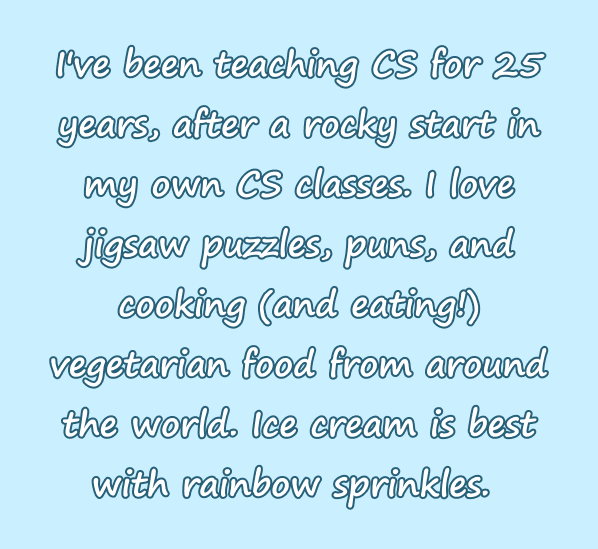 I've been teaching CS for 25
years, after a rocky start in
my own CS classes. I love
jigsaw puzzles, puns, and
cooking (and eating!)
vegetarian food from around
the world. Ice cream is best
with rainbow sprinkles.